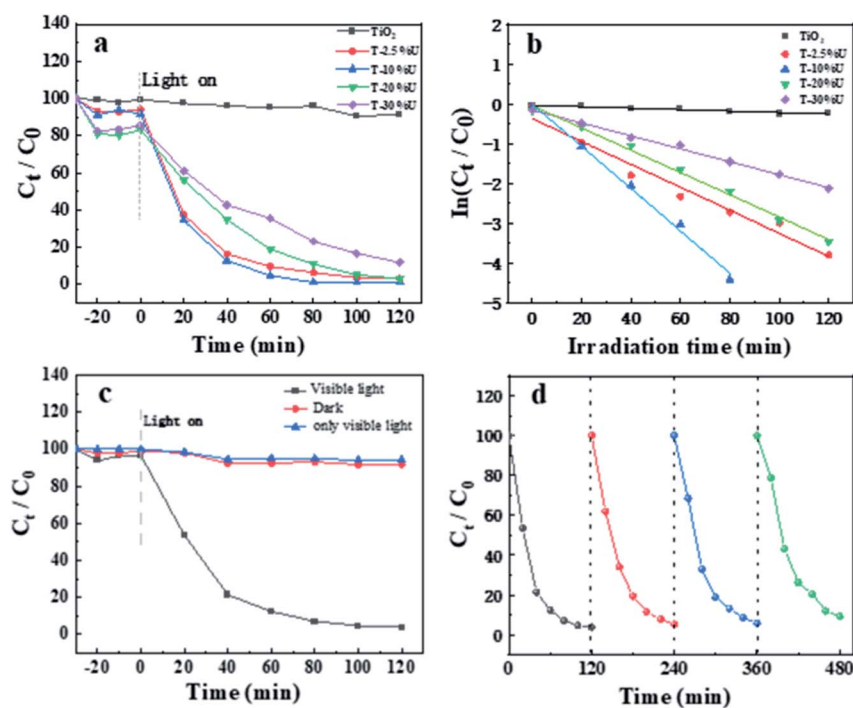 a
TiO2
T-2.5%U
T-10%U
T-20%U
T-30%U
Light on
Ct / C0
140
120
100
80
60
40
20
0
-20 0 20 40 60 80 100 120
Time (min)
b
TiO2
T-2.5%U
T-10%U
T-20%U
T-30%U
In(Ct / C0)
5
4
3
2
1
0
−1
−2
−3
−4
−5
0 20 40 60 80 100 120
Irradiation time (min)
c
Visible light
Dark
only visible light
Light on
Ct / C0
140
120
100
80
60
40
20
0
-20 0 20 40 60 80 100 120
Time (min)
d
Ct / C0
120
100
80
60
40
20
0
0 120 240 360 480
Time (min)